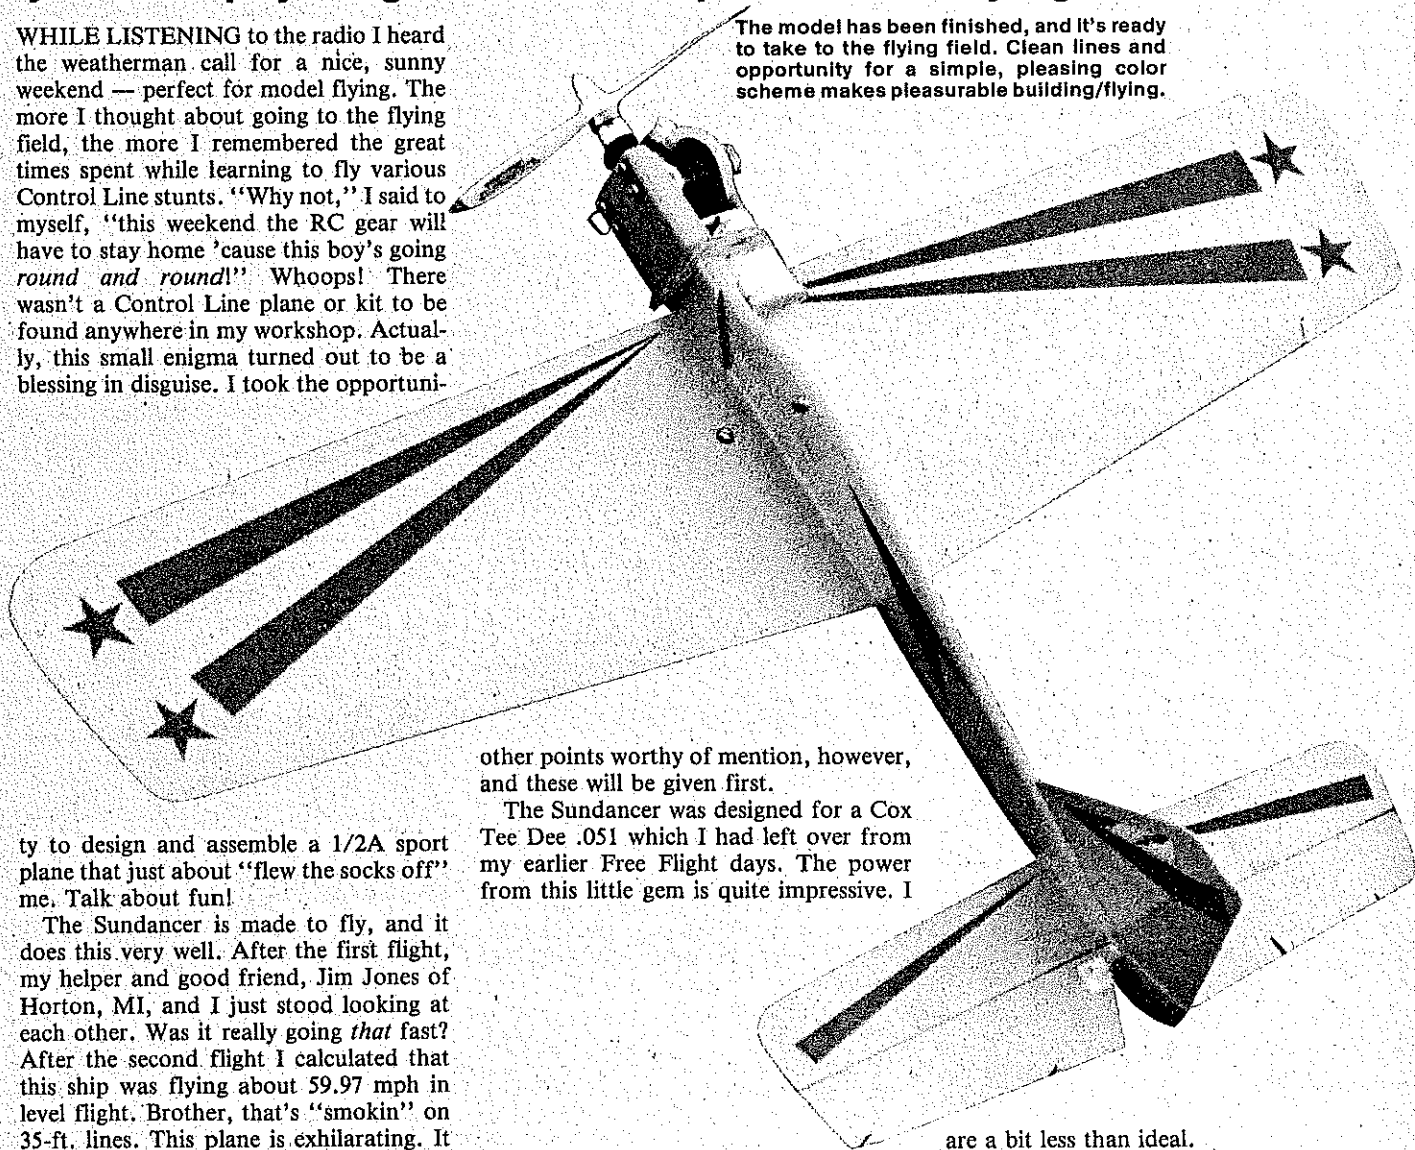 The model has been finished, and it's ready
to take to the flying field. Clean lines and
opportunity for a simple, pleasing color
scheme makes pleasurable building/flying.
WHILE LISTENING to the radio I heard
the weatherman call for a nice, sunny
weekend — perfect for model flying. The
more I thought about going to the flying
field, the more I remembered the great
times spent while learning to fly various
Control Line stunts. "Why not," I said to
myself, "this weekend the RC gear will
have to stay home 'cause this boy's going
round and round!" Whoops! There
wasn't a Control Line plane or kit to be
found anywhere in my workshop. Actual-
ly, this small enigma turned out to be a
blessing in disguise. I took the opportuni-
ty to design and assemble a 1/2A sport
plane that just about "flew the socks off"
me. Talk about fun!
The Sundancer is made to fly, and it
does this very well. After the first flight,
my helper and good friend, Jim Jones of
Horton, MI, and I just stood looking at
each other. Was it really going that fast?
After the second flight I calculated that
this ship was flying about 59.97 mph in
level flight. Brother, that's "smokin" on
35-ft. lines. This plane is exhilarating. It
other points worthy of mention, however,
and these will be given first.
The Sundancer was designed for a Cox
Tee Dee .051 which I had left over from
my earlier Free Flight days. The power
from this little gem is quite impressive. I
are a bit less than ideal.